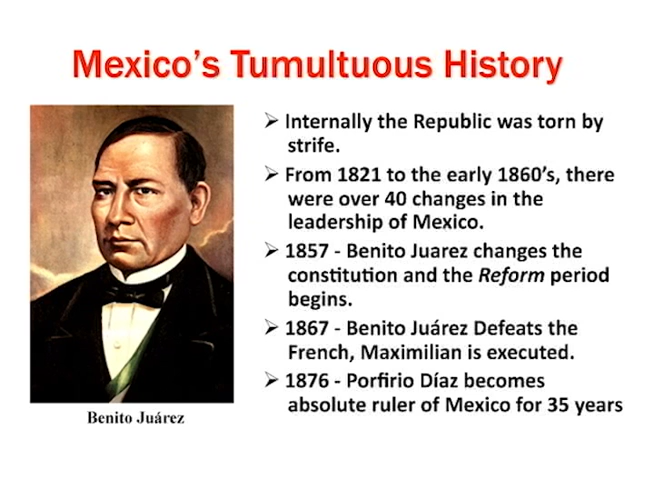 Mexico's Tumultuous History
➢ Internally the Republic was torn by
strife.
➢ From 1821 to the early 1860's, there
were over 40 changes in the
leadership of Mexico.
➢ 1857 - Benito Juarez changes the
constitution and the Reform period
begins.
➢ 1867 - Benito Juárez Defeats the
French, Maximilian is executed.
➢ 1876 - Porfirio Díaz becomes
absolute ruler of Mexico for 35 years
Benito Juárez